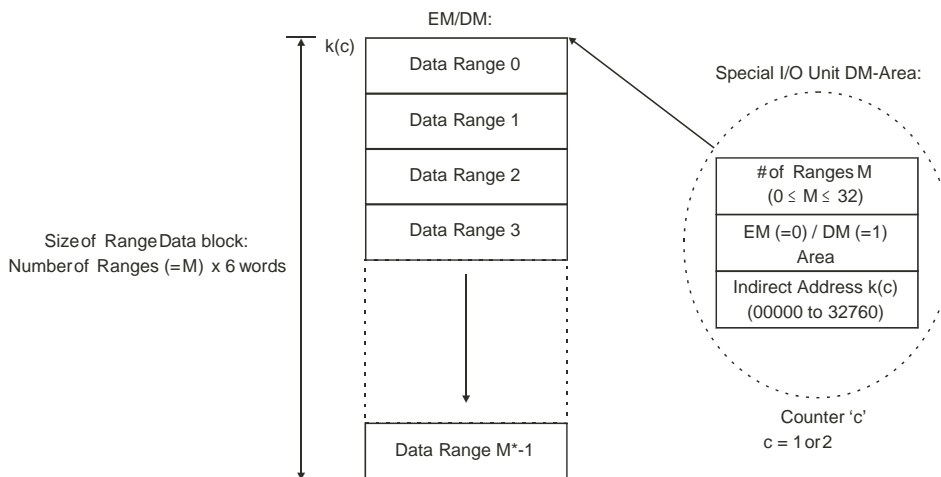 EM/DM:
k(c)
Data Range 0
Data Range 1
Data Range 2
Data Range 3
Data Range M*-1
Size of Range Data block:
Number of Ranges (=M) x 6 words
Special I/O Unit DM-Area:
# of Ranges M
(0 ≤ M ≤ 32)
EM (=0) / DM (=1)
Area
Indirect Address k(c)
(00000 to 32760)
Counter ‘c’
c = 1 or 2